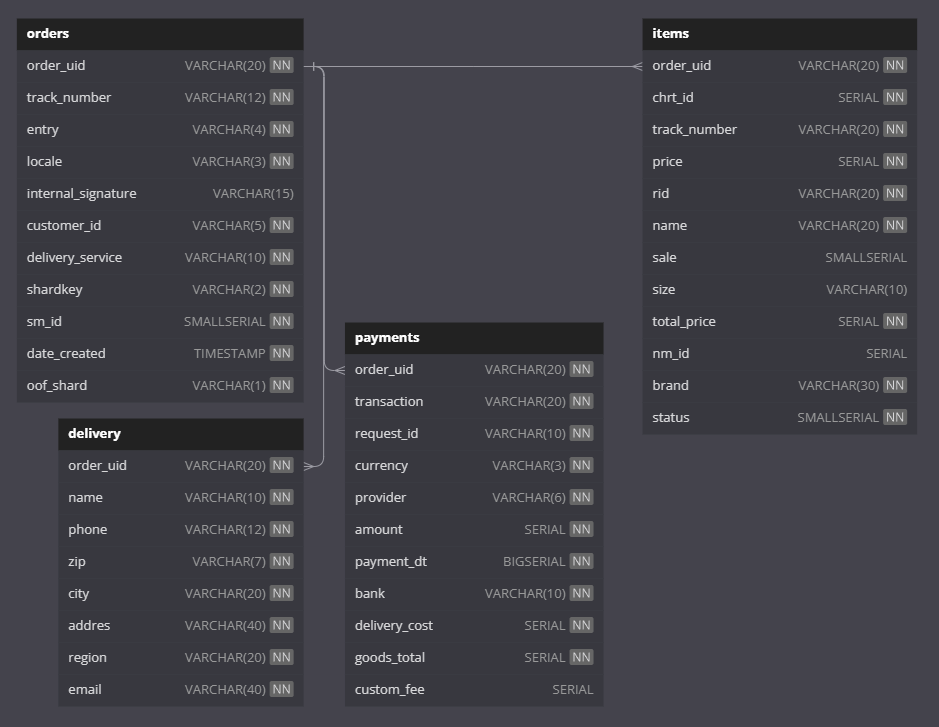 orders
order_uid VARCHAR(20) NN
track_number VARCHAR(12) NN
entry VARCHAR(4) NN
locale VARCHAR(3) NN
internal_signature VARCHAR(15)
customer_id VARCHAR(5) NN
delivery_service VARCHAR(10) NN
shardkey VARCHAR(2) NN
sm_id SMALLSERIAL NN
date_created TIMESTAMP NN
oof_shard VARCHAR(1) NN
delivery
order_uid VARCHAR(20) NN
name VARCHAR(10) NN
phone VARCHAR(12) NN
zip VARCHAR(7) NN
city VARCHAR(20) NN
addres VARCHAR(40) NN
region VARCHAR(20) NN
email VARCHAR(40) NN
payments
order_uid VARCHAR(20) NN
transaction VARCHAR(20) NN
request_id VARCHAR(10) NN
currency VARCHAR(3) NN
provider VARCHAR(6) NN
amount SERIAL NN
payment_dt BIGSERIAL NN
bank VARCHAR(10) NN
delivery_cost SERIAL NN
goods_total SERIAL NN
custom_fee SERIAL
items
order_uid VARCHAR(20) NN
chrt_id SERIAL NN
track_number VARCHAR(20) NN
price SERIAL NN
rid VARCHAR(20) NN
name VARCHAR(20) NN
sale SMALLSERIAL
size VARCHAR(10)
total_price SERIAL NN
nm_id SERIAL
brand VARCHAR(30) NN
status SMALLSERIAL NN